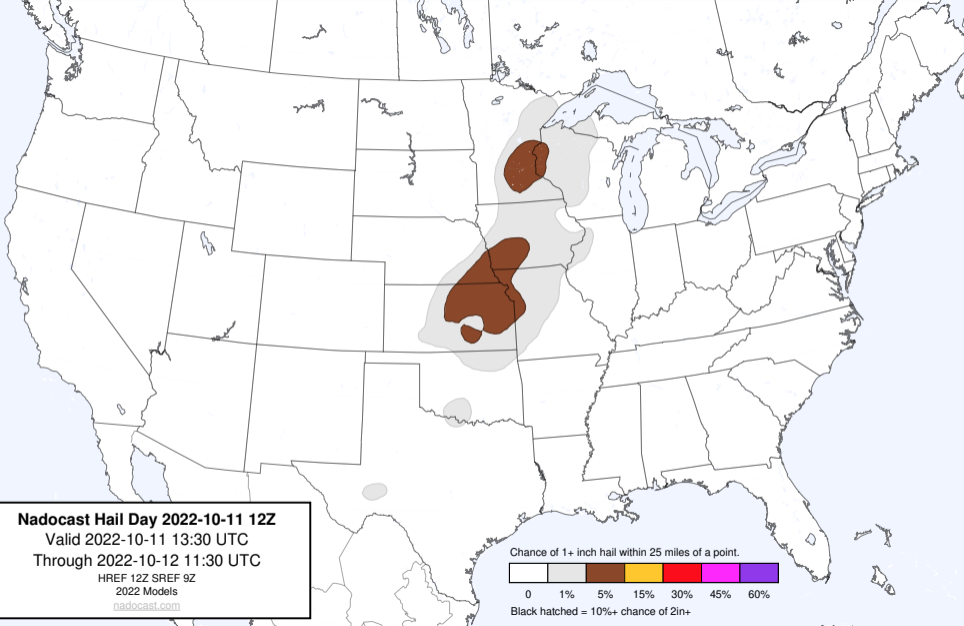 Nadocast Hail Day 2022-10-11 12Z
Valid 2022-10-11 13:30 UTC
Through 2022-10-12 11:30 UTC
HREF 12Z SREF 9Z
2022 Models
nadocast.com
Chance of 1+ inch hail within 25 miles of a point.
0 1% 5% 15% 30% 45% 60%
Black hatched = 10%+ chance of 2in+